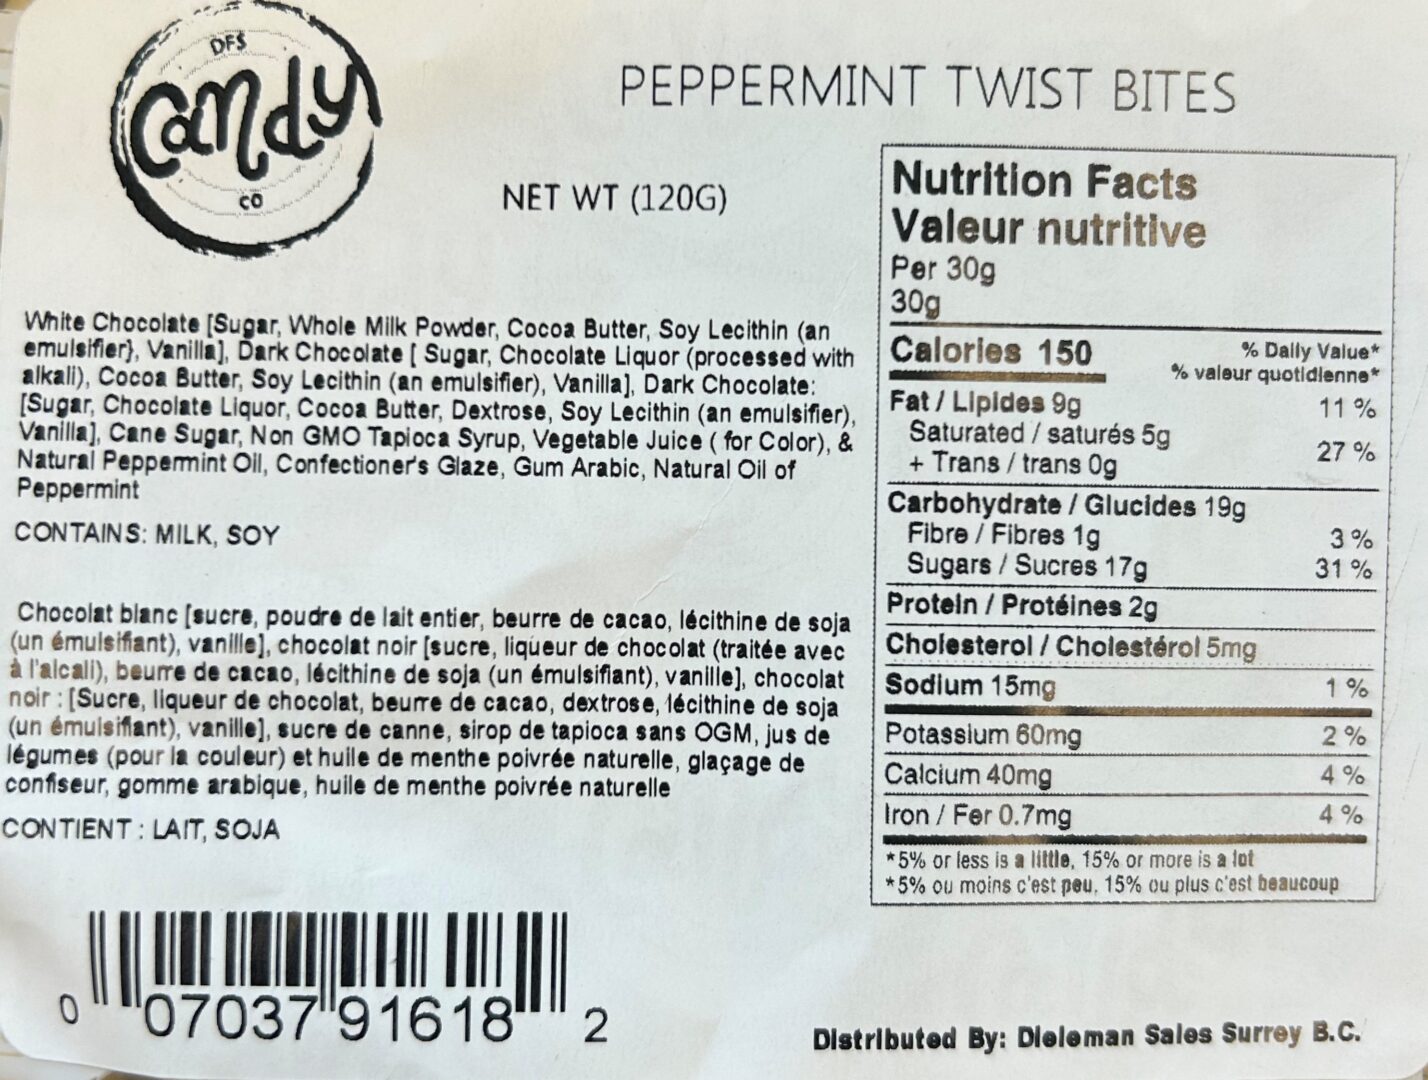 DFS
Candy
CO
PEPPERMINT TWIST BITES
NET WT (120G)
White Chocolate [Sugar, Whole Milk Powder, Cocoa Butter, Soy Lecithin (an
emulsifier}, Vanilla], Dark Chocolate [ Sugar, Chocolate Liquor (processed with
alkali), Cocoa Butter, Soy Lecithin (an emulsifier), Vanilla], Dark Chocolate:
[Sugar, Chocolate Liquor, Cocoa Butter, Dextrose, Soy Lecithin (an emulsifier),
Vanilla], Cane Sugar, Non GMO Tapioca Syrup, Vegetable Juice ( for Color), &
Natural Peppermint Oil, Confectioner's Glaze, Gum Arabic, Natural Oil of
Peppermint
CONTAINS: MILK, SOY
Chocolat blanc [sucre, poudre de lait entier, beurre de cacao, lécithine de soja
(un émulsifiant), vanille], chocolat noir [sucre, liqueur de chocolat (traitée avec
à l'alcali), beurre de cacao, lécithine de soja (un émulsifiant), vanille], chocolat
noir : [Sucre, liqueur de chocolat, beurre de cacao, dextrose, lécithine de soja
(un émulsifiant), vanille], sucre de canne, sirop de tapioca sans OGM, jus de
légumes (pour la couleur) et huile de menthe poivrée naturelle, glaçage de
confiseur, gomme arabique, huile de menthe poivrée naturelle
CONTIENT : LAIT, SOJA
0 07037 91618 2
Nutrition Facts
Valeur nutritive
Per 30g
30g
Calories 150
% Daily Value*
% valeur quotidienne*
Fat / Lipides 9g 11 %
Saturated / saturés 5g
+ Trans / trans 0g 27 %
Carbohydrate / Glucides 19g
Fibre / Fibres 1g 3 %
Sugars / Sucres 17g 31 %
Protein / Protéines 2g
Cholesterol / Cholestérol 5mg
Sodium 15mg 1 %
Potassium 60mg 2 %
Calcium 40mg 4 %
Iron / Fer 0.7mg 4 %
*5% or less is a little, 15% or more is a lot
*5% ou moins c'est peu, 15% ou plus c'est beaucoup
Distributed By: Dieleman Sales Surrey B.C.